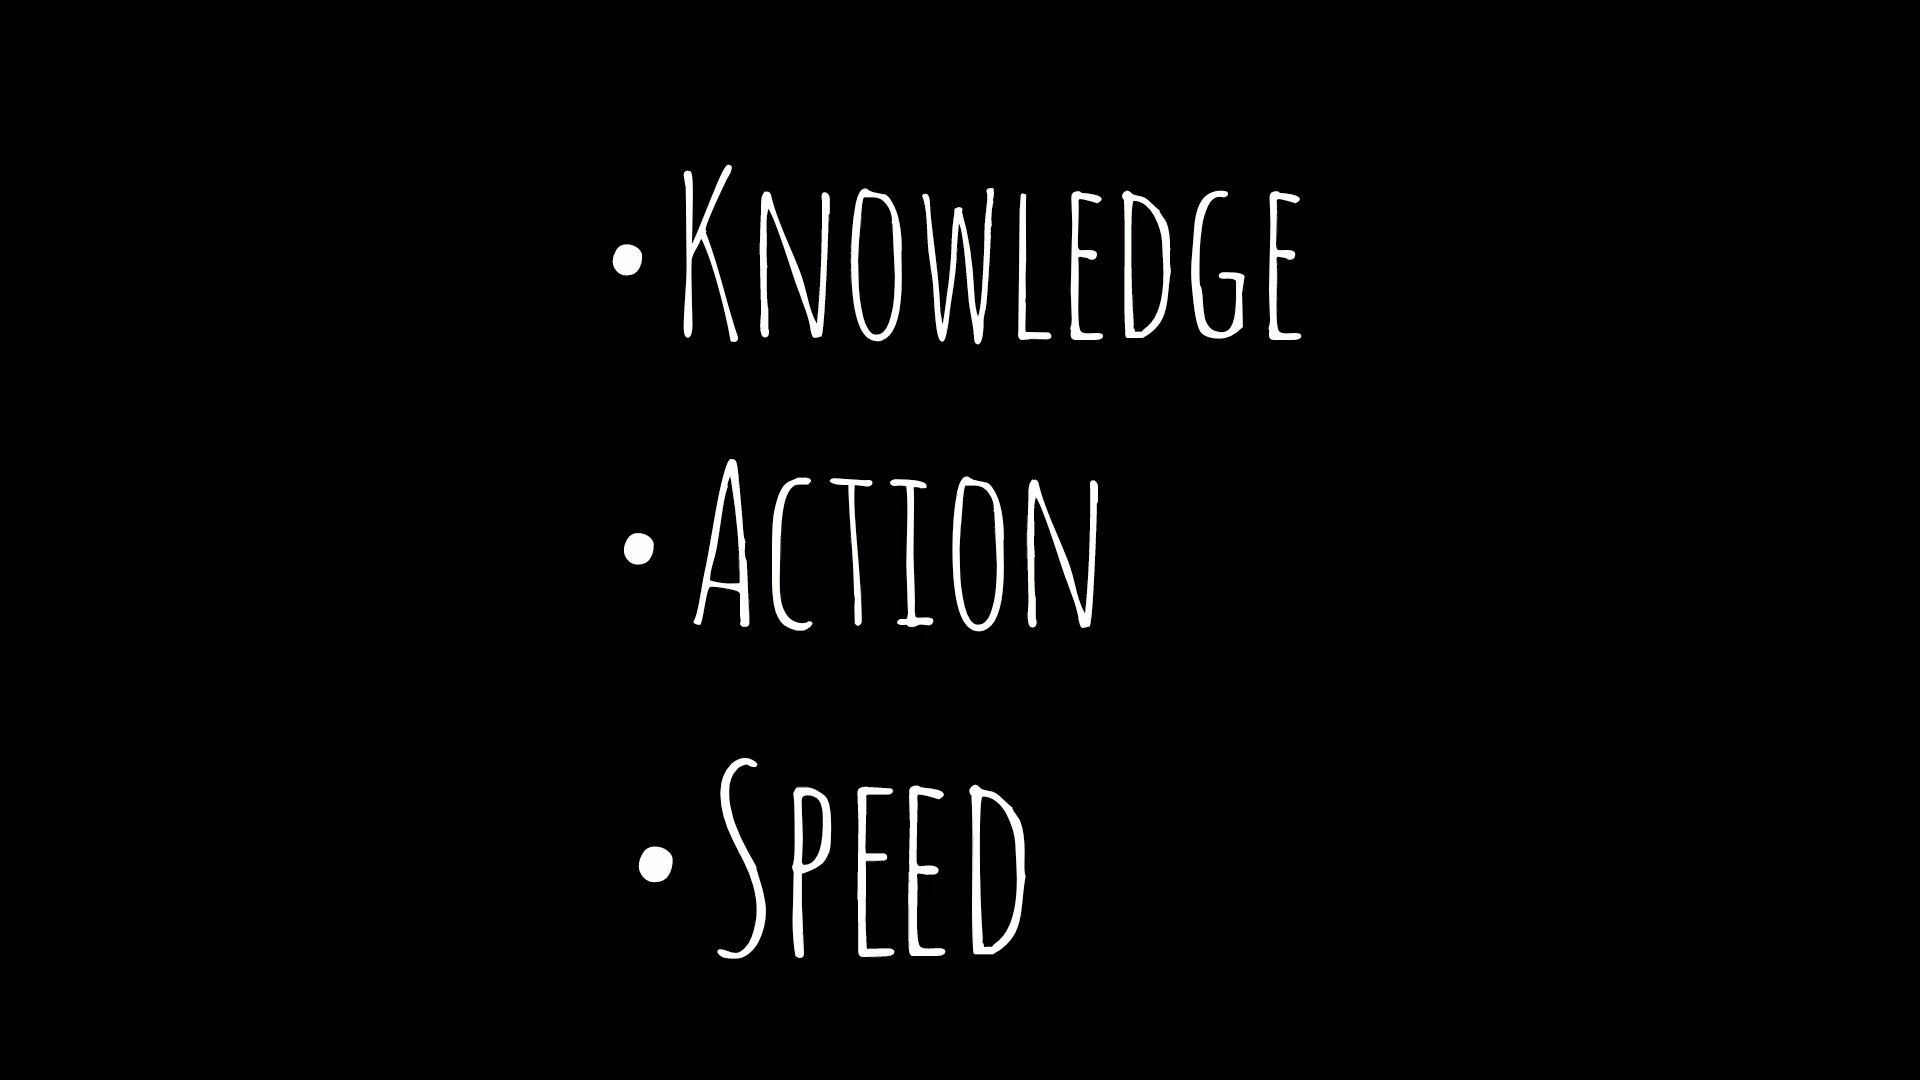 • Knowledge
• Action
• Speed